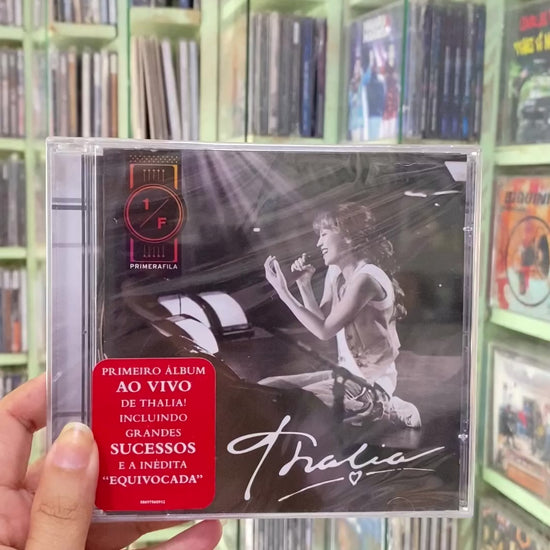 1/F
PRIMERAFILA
PRIMEIRO ÁLBUM
AO VIVO
DE THALIA!
INCLUINDO
GRANDES
SUCESSOS
E A INÉDITA
“EQUIVOCADA”
Thalia